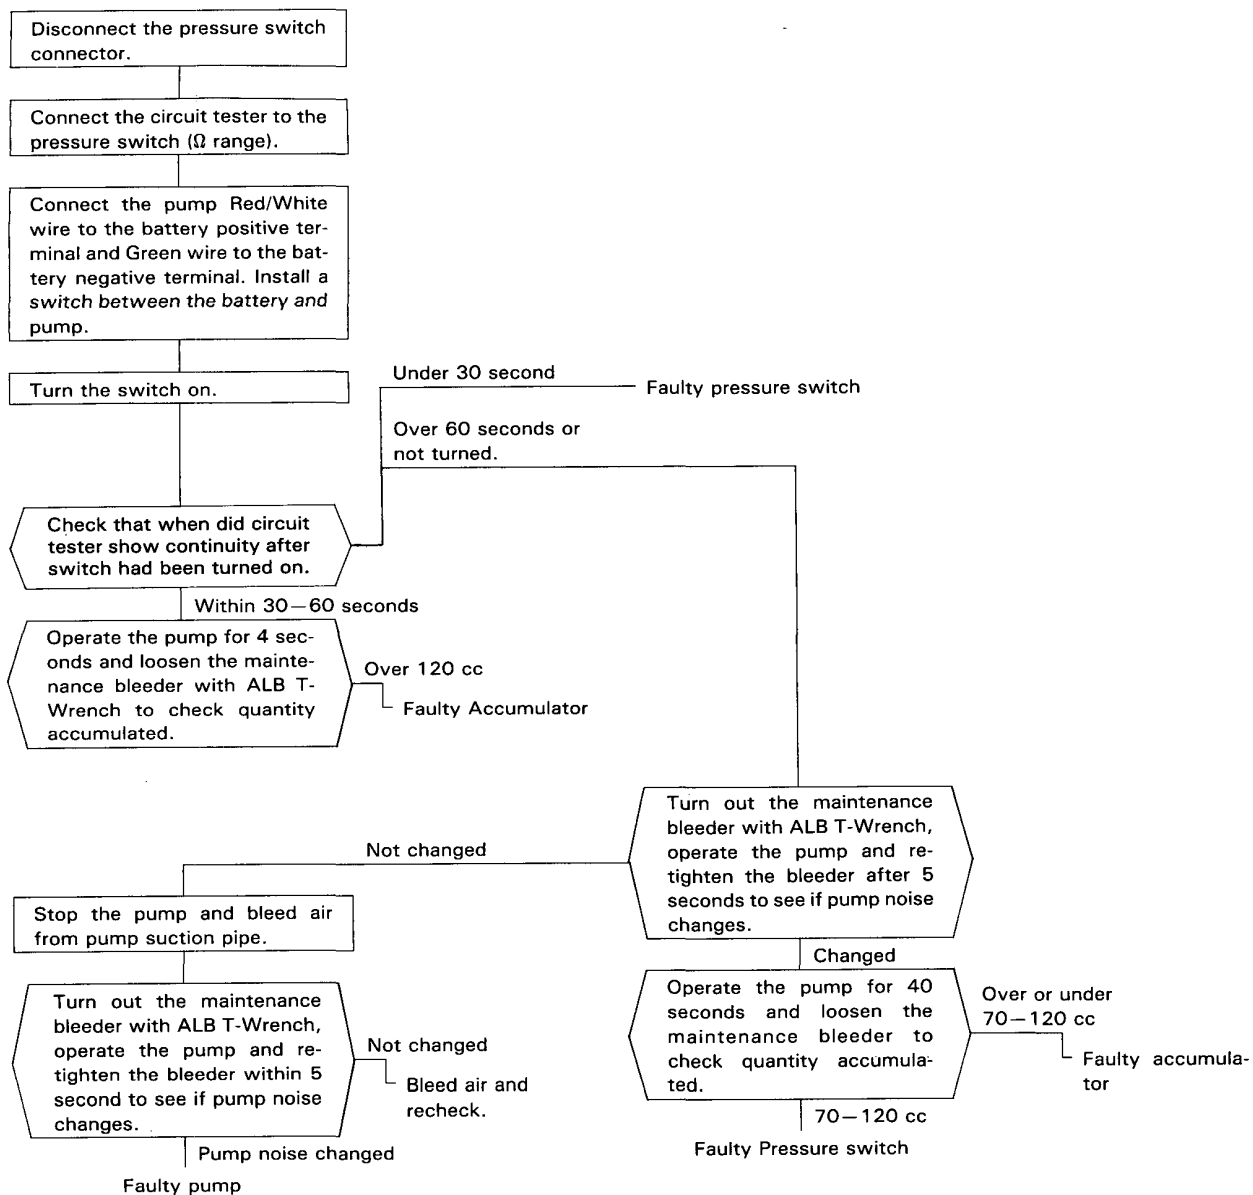 Disconnect the pressure switch
connector.
Connect the circuit tester to the
pressure switch (Ω range).
Connect the pump Red/White
wire to the battery positive ter-
minal and Green wire to the bat-
tery negative terminal. Install a
switch between the battery and
pump.
Turn the switch on.
Under 30 second
Faulty pressure switch
Over 60 seconds or
not turned.
Check that when did circuit
tester show continuity after
switch had been turned on.
Within 30—60 seconds
Operate the pump for 4 sec-
onds and loosen the mainte-
nance bleeder with ALB T-
Wrench to check quantity
accumulated.
Over 120 cc
Faulty Accumulator
Turn out the maintenance
bleeder with ALB T-Wrench,
operate the pump and re-
tighten the bleeder after 5
seconds to see if pump noise
changes.
Not changed
Stop the pump and bleed air
from pump suction pipe.
Changed
Turn out the maintenance
bleeder with ALB T-Wrench,
operate the pump and re-
tighten the bleeder within 5
second to see if pump noise
changes.
Not changed
Bleed air and
recheck.
Pump noise changed
Faulty pump
Operate the pump for 40
seconds and loosen the
maintenance bleeder to
check quantity accumula-
ted.
Over or under
70—120 cc
Faulty accumula-
tor
70—120 cc
Faulty Pressure switch